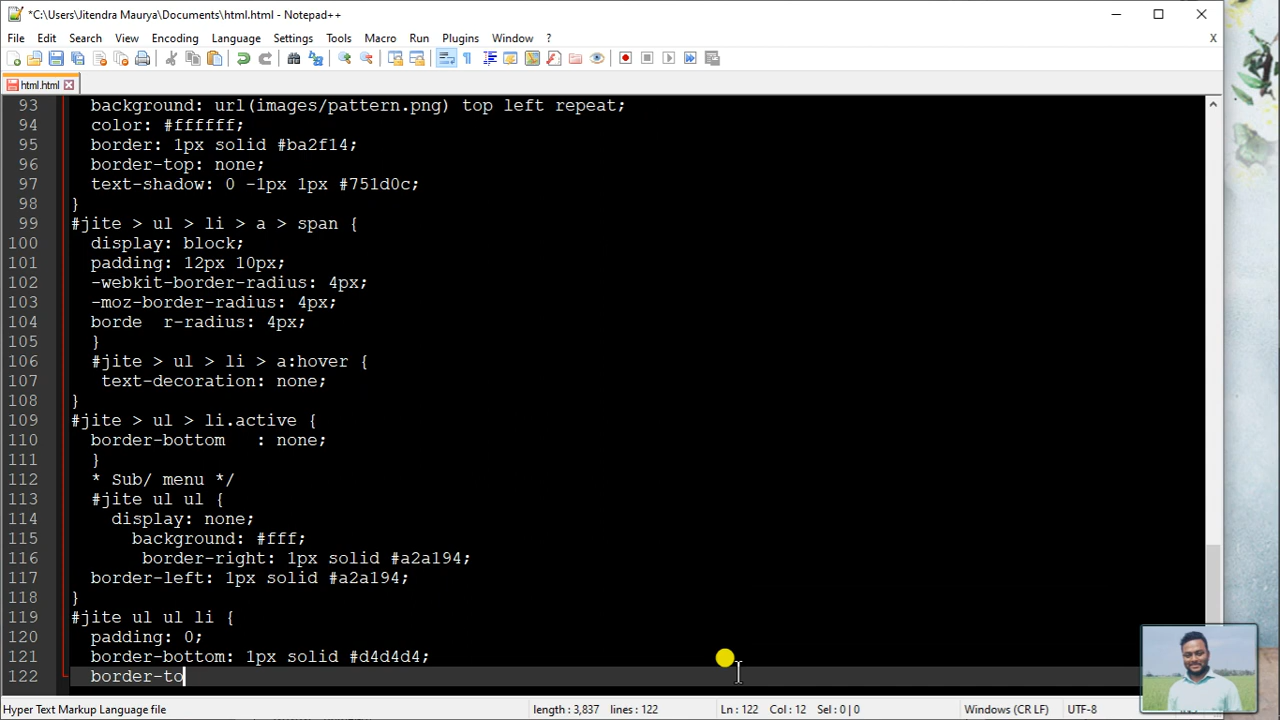 *C:\Users\Jitendra Maurya\Documents\html.html - Notepad++
File Edit Search View Encoding Language Settings Tools Macro Run Plugins Window ? X
html.html
93 background: url(images/pattern.png) top left repeat;
94 color: #ffffff;
95 border: 1px solid #ba2f14;
96 border-top: none;
97 text-shadow: 0 -1px 1px #751d0c;
98 }
99 #jite > ul > li > a > span {
100 display: block;
101 padding: 12px 10px;
102 -webkit-border-radius: 4px;
103 -moz-border-radius: 4px;
104 borde  r-radius: 4px;
105 }
106 #jite > ul > li > a:hover {
107 text-decoration: none;
108 }
109 #jite > ul > li.active {
110 border-bottom   : none;
111 }
112 * Sub/ menu */
113 #jite ul ul {
114 display: none;
115 background: #fff;
116 border-right: 1px solid #a2a194;
117 border-left: 1px solid #a2a194;
118 }
119 #jite ul ul li {
120 padding: 0;
121 border-bottom: 1px solid #d4d4d4;
122 border-to
Hyper Text Markup Language file length : 3,837 lines : 122 Ln : 122 Col : 12 Sel : 0 | 0 Windows (CR LF) UTF-8